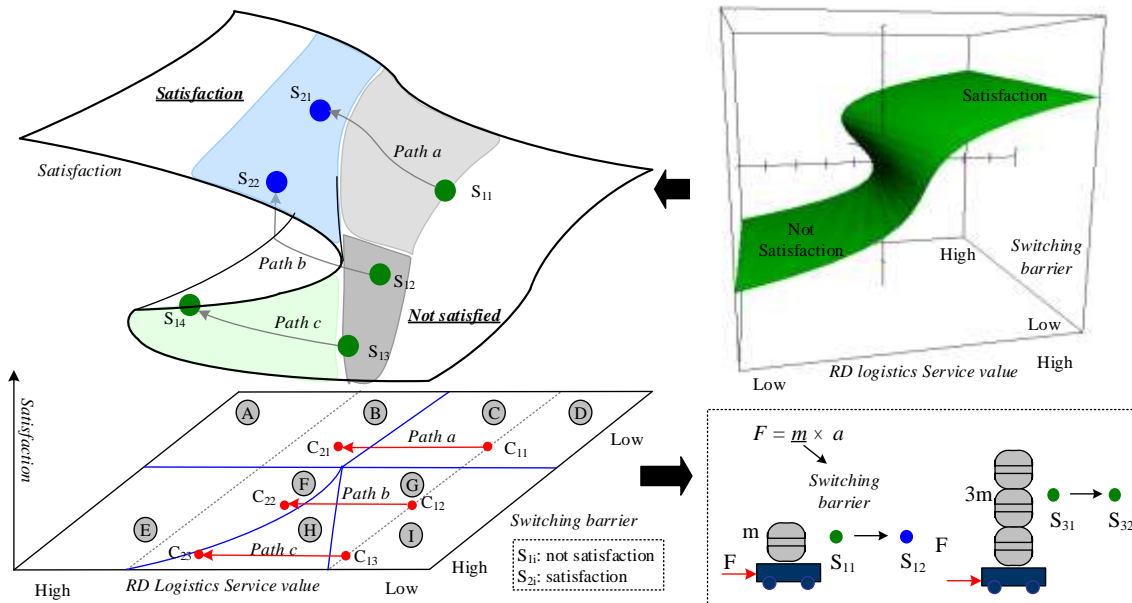 Satisfaction
S21
Path a
Satisfaction
S22
S11
Path b
S12
Not satisfied
S14
Path c
S13
Satisfaction
Not
Satisfaction
High
Switching
barrier
Low
High
Low
RD logistics Service value
Satisfaction
A
B
C
D
Path a
C21
C11
Low
F
G
C22
Path b
C12
E
H
I
Switching barrier
C23
Path c
C13
High
High
RD Logistics Service value
Low
S1i: not satisfaction
S2i: satisfaction
F = m × a
Switching
barrier
m
F
S11
S12
3m
F
S31
S32